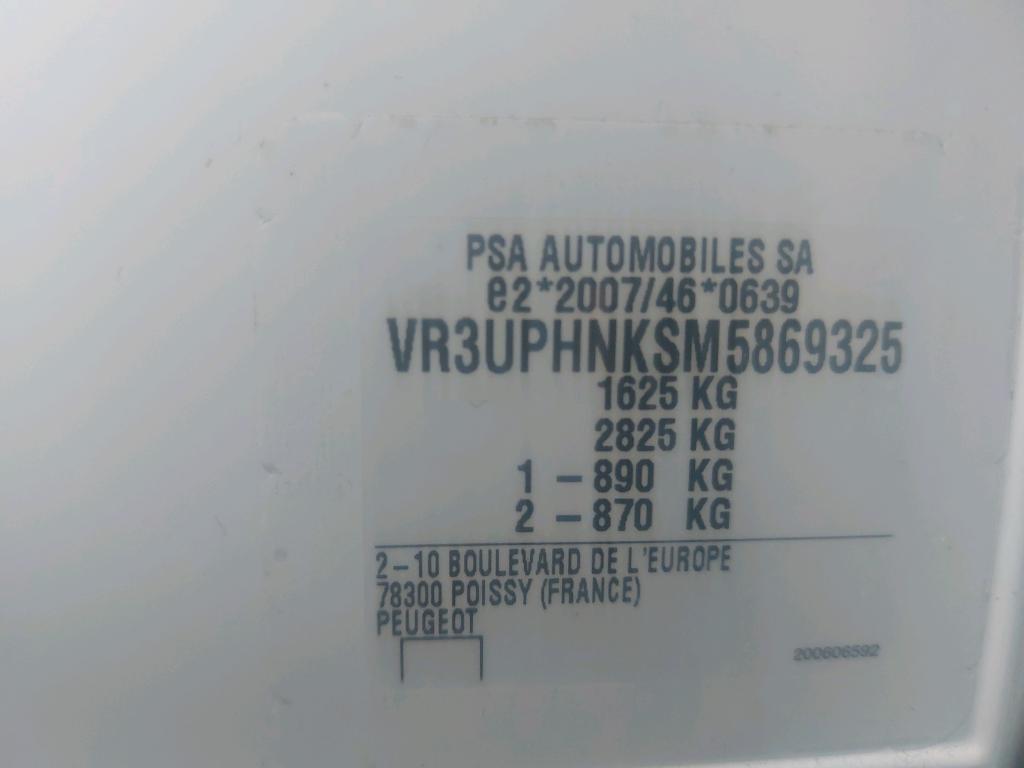 PSA AUTOMOBILES SA
e2*2007/46*0639
VR3UPHNKSM5869325
1625 KG
2825 KG
1 – 890 KG
2 – 870 KG
2 – 10 BOULEVARD DE L'EUROPE
78300 POISSY (FRANCE)
PEUGEOT
200606592